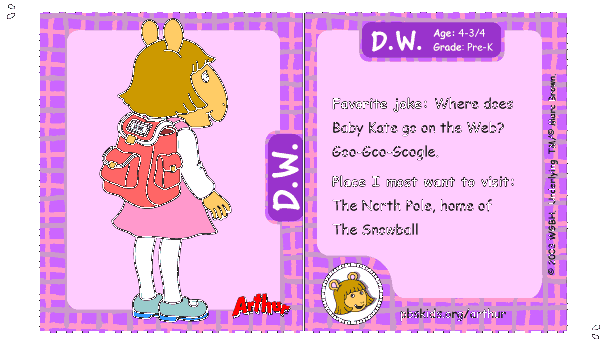 D.W.
Arthur
D.W.
Age: 4-3/4
Grade: Pre-K
Favorite joke: Where does
Baby Kate go on the Web?
Goo-Goo-Google.
Place I most want to visit:
The North Pole, home of
The Snowball
pbskids.org/arthur
© 2002 WGBH. Underlying TM/© Marc Brown.